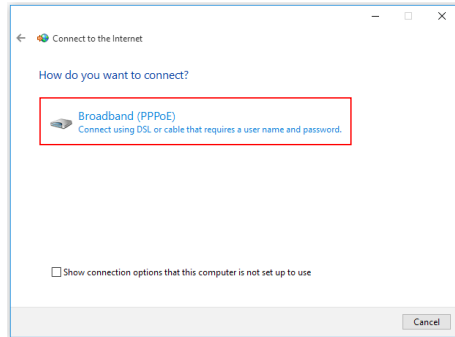 Connect to the Internet
How do you want to connect?
Broadband (PPPoE)
Connect using DSL or cable that requires a user name and password.
Show connection options that this computer is not set up to use
Cancel